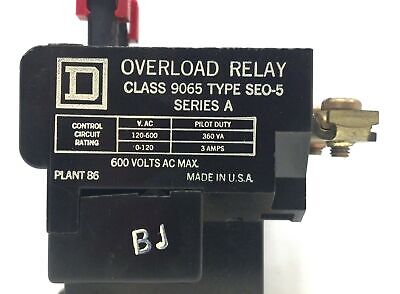 D
OVERLOAD RELAY
CLASS 9065 TYPE SEO-5
SERIES A
CONTROL CIRCUIT RATING
V. AC
PILOT DUTY
120-600
360 VA
0-120
3 AMPS
600 VOLTS AC MAX.
PLANT 86
MADE IN U.S.A.
BJ